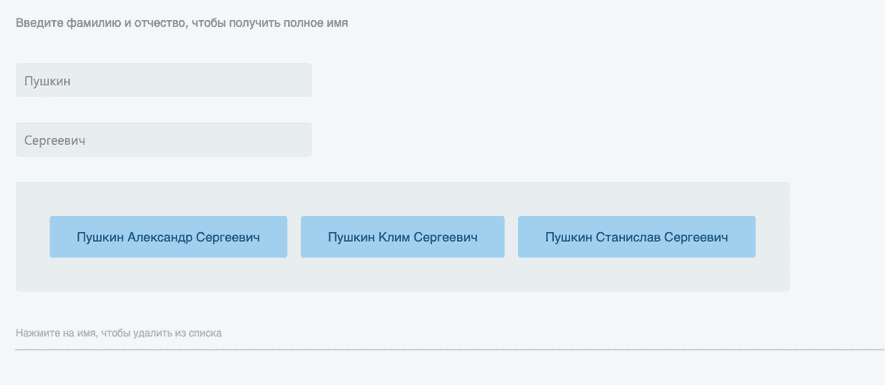 Введите фамилию и отчество, чтобы получить полное имя
Пушкин
Сергеевич
Пушкин Александр Сергеевич Пушкин Клим Сергеевич Пушкин Станислав Сергеевич
Нажмите на имя, чтобы удалить из списка